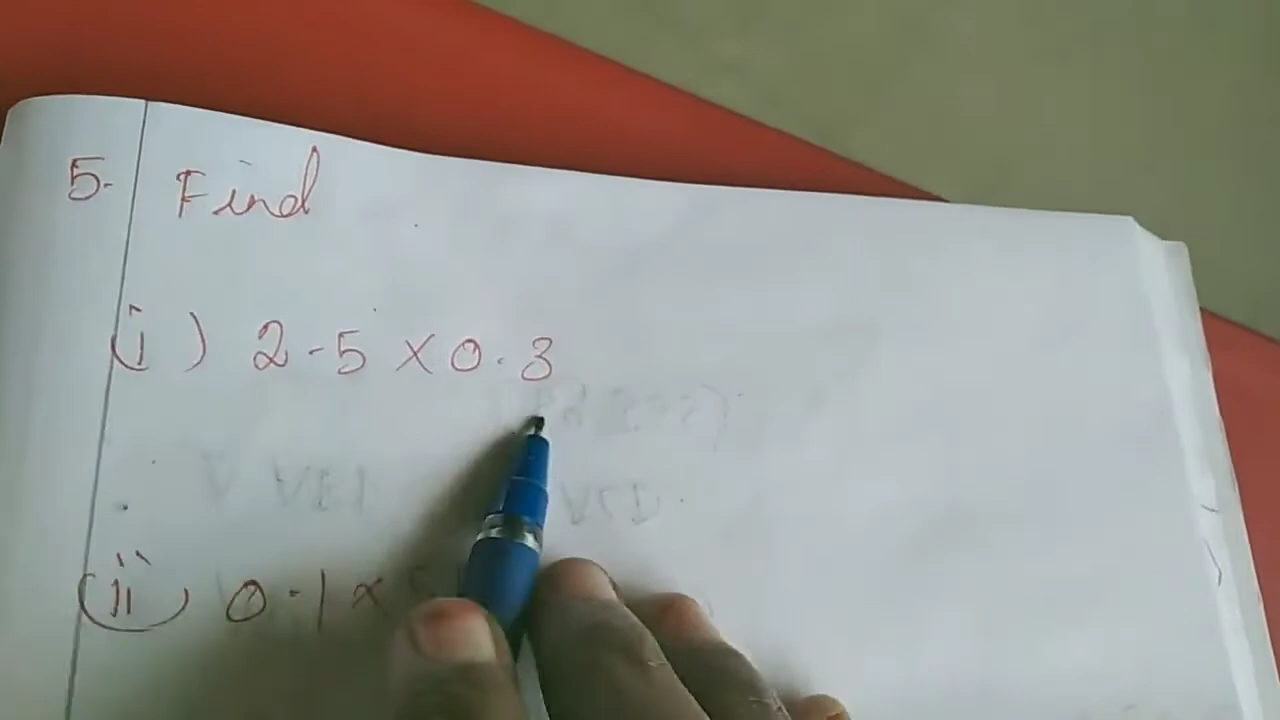 5. Find
(i) 2.5 × 0.3
(ii) 0.1 ×